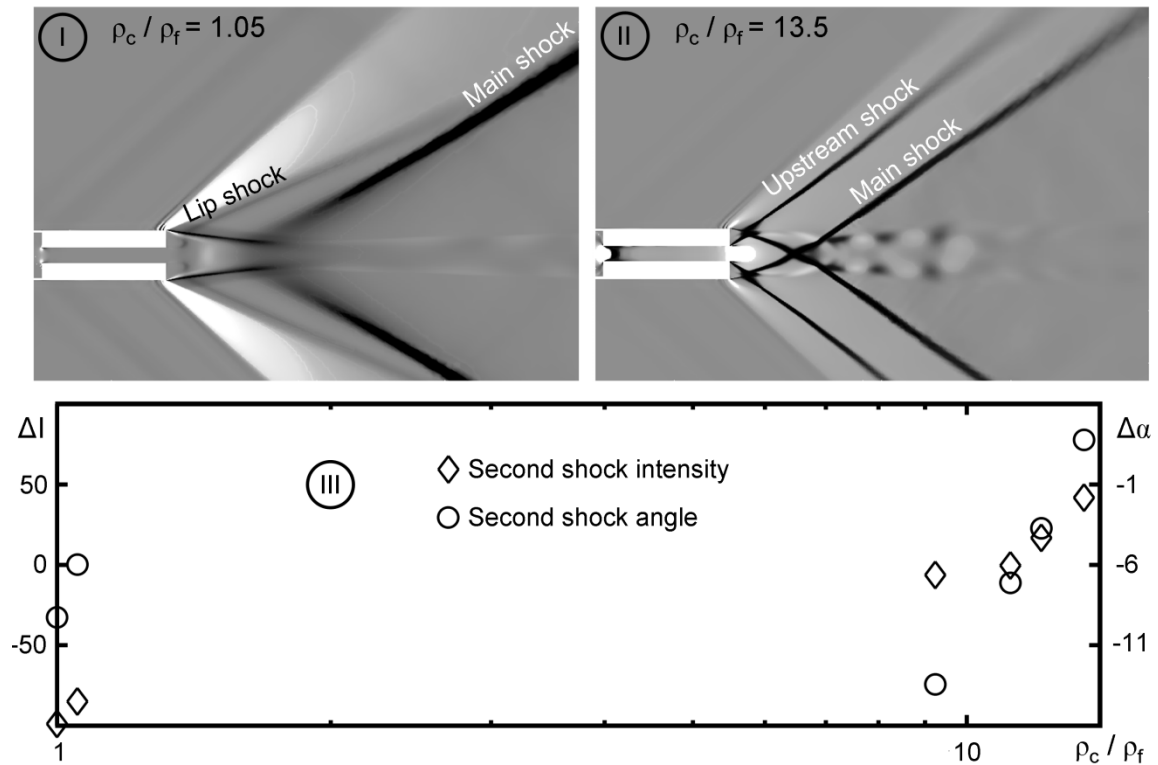 I ρc / ρf = 1.05
Main shock
Lip shock
II ρc / ρf = 13.5
Upstream shock
Main shock
ΔI
Δα
III
Second shock intensity
Second shock angle
50
0
-50
-1
-6
-11
1
10
ρc / ρf